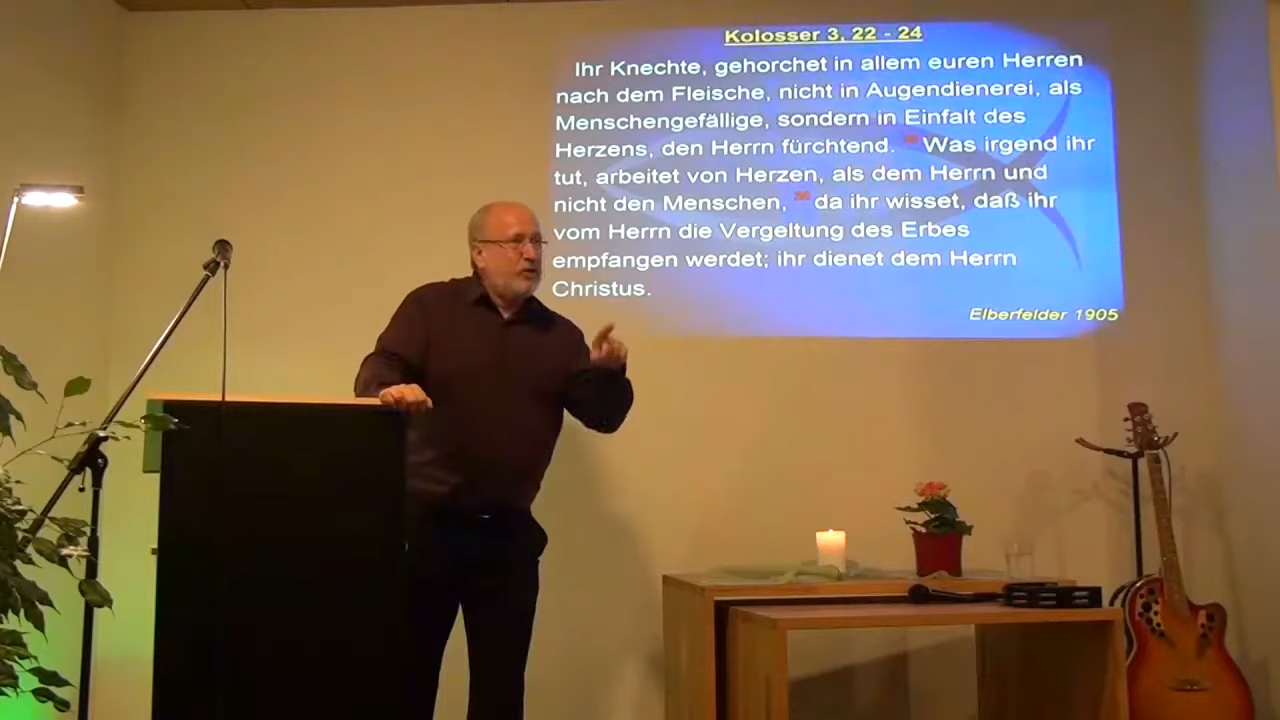 Kolosser 3, 22 - 24
Ihr Knechte, gehorchet in allem euren Herren
nach dem Fleische, nicht in Augendienerei, als
Menschengefällige, sondern in Einfalt des
Herzens, den Herrn fürchtend. Was irgend ihr
tut, arbeitet von Herzen, als dem Herrn und
nicht den Menschen, da ihr wisset, daß ihr
vom Herrn die Vergeltung des Erbes
empfangen werdet; ihr dienet dem Herrn
Christus.
Elberfelder 1905